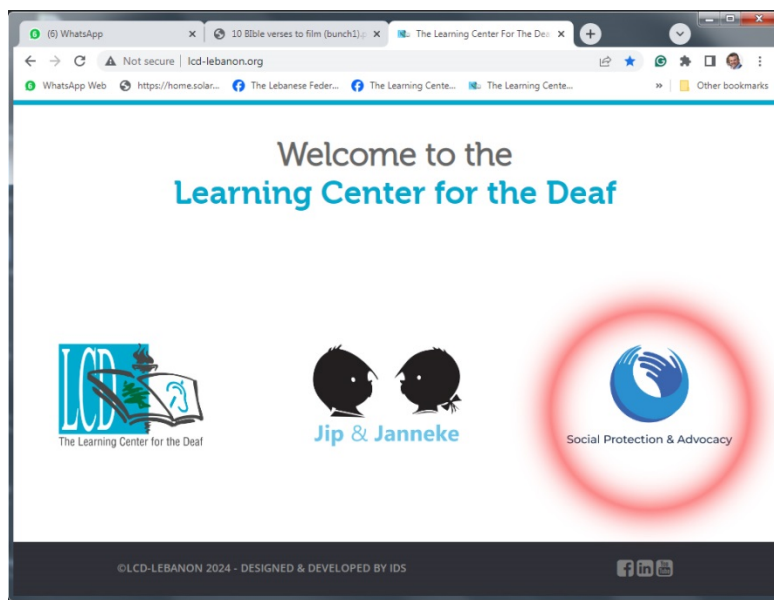 (6) WhatsApp
10 BIble verses to film (bunch1).p
The Learning Center For The Dea
Not secure | lcd-lebanon.org
WhatsApp Web
https://home.solar...
The Lebanese Feder...
The Learning Cente...
The Learning Cente...
»
Other bookmarks
Welcome to the
Learning Center for the Deaf
LCD
The Learning Center for the Deaf
Jip & Janneke
Social Protection & Advocacy
©LCD-LEBANON 2024 - DESIGNED & DEVELOPED BY IDS